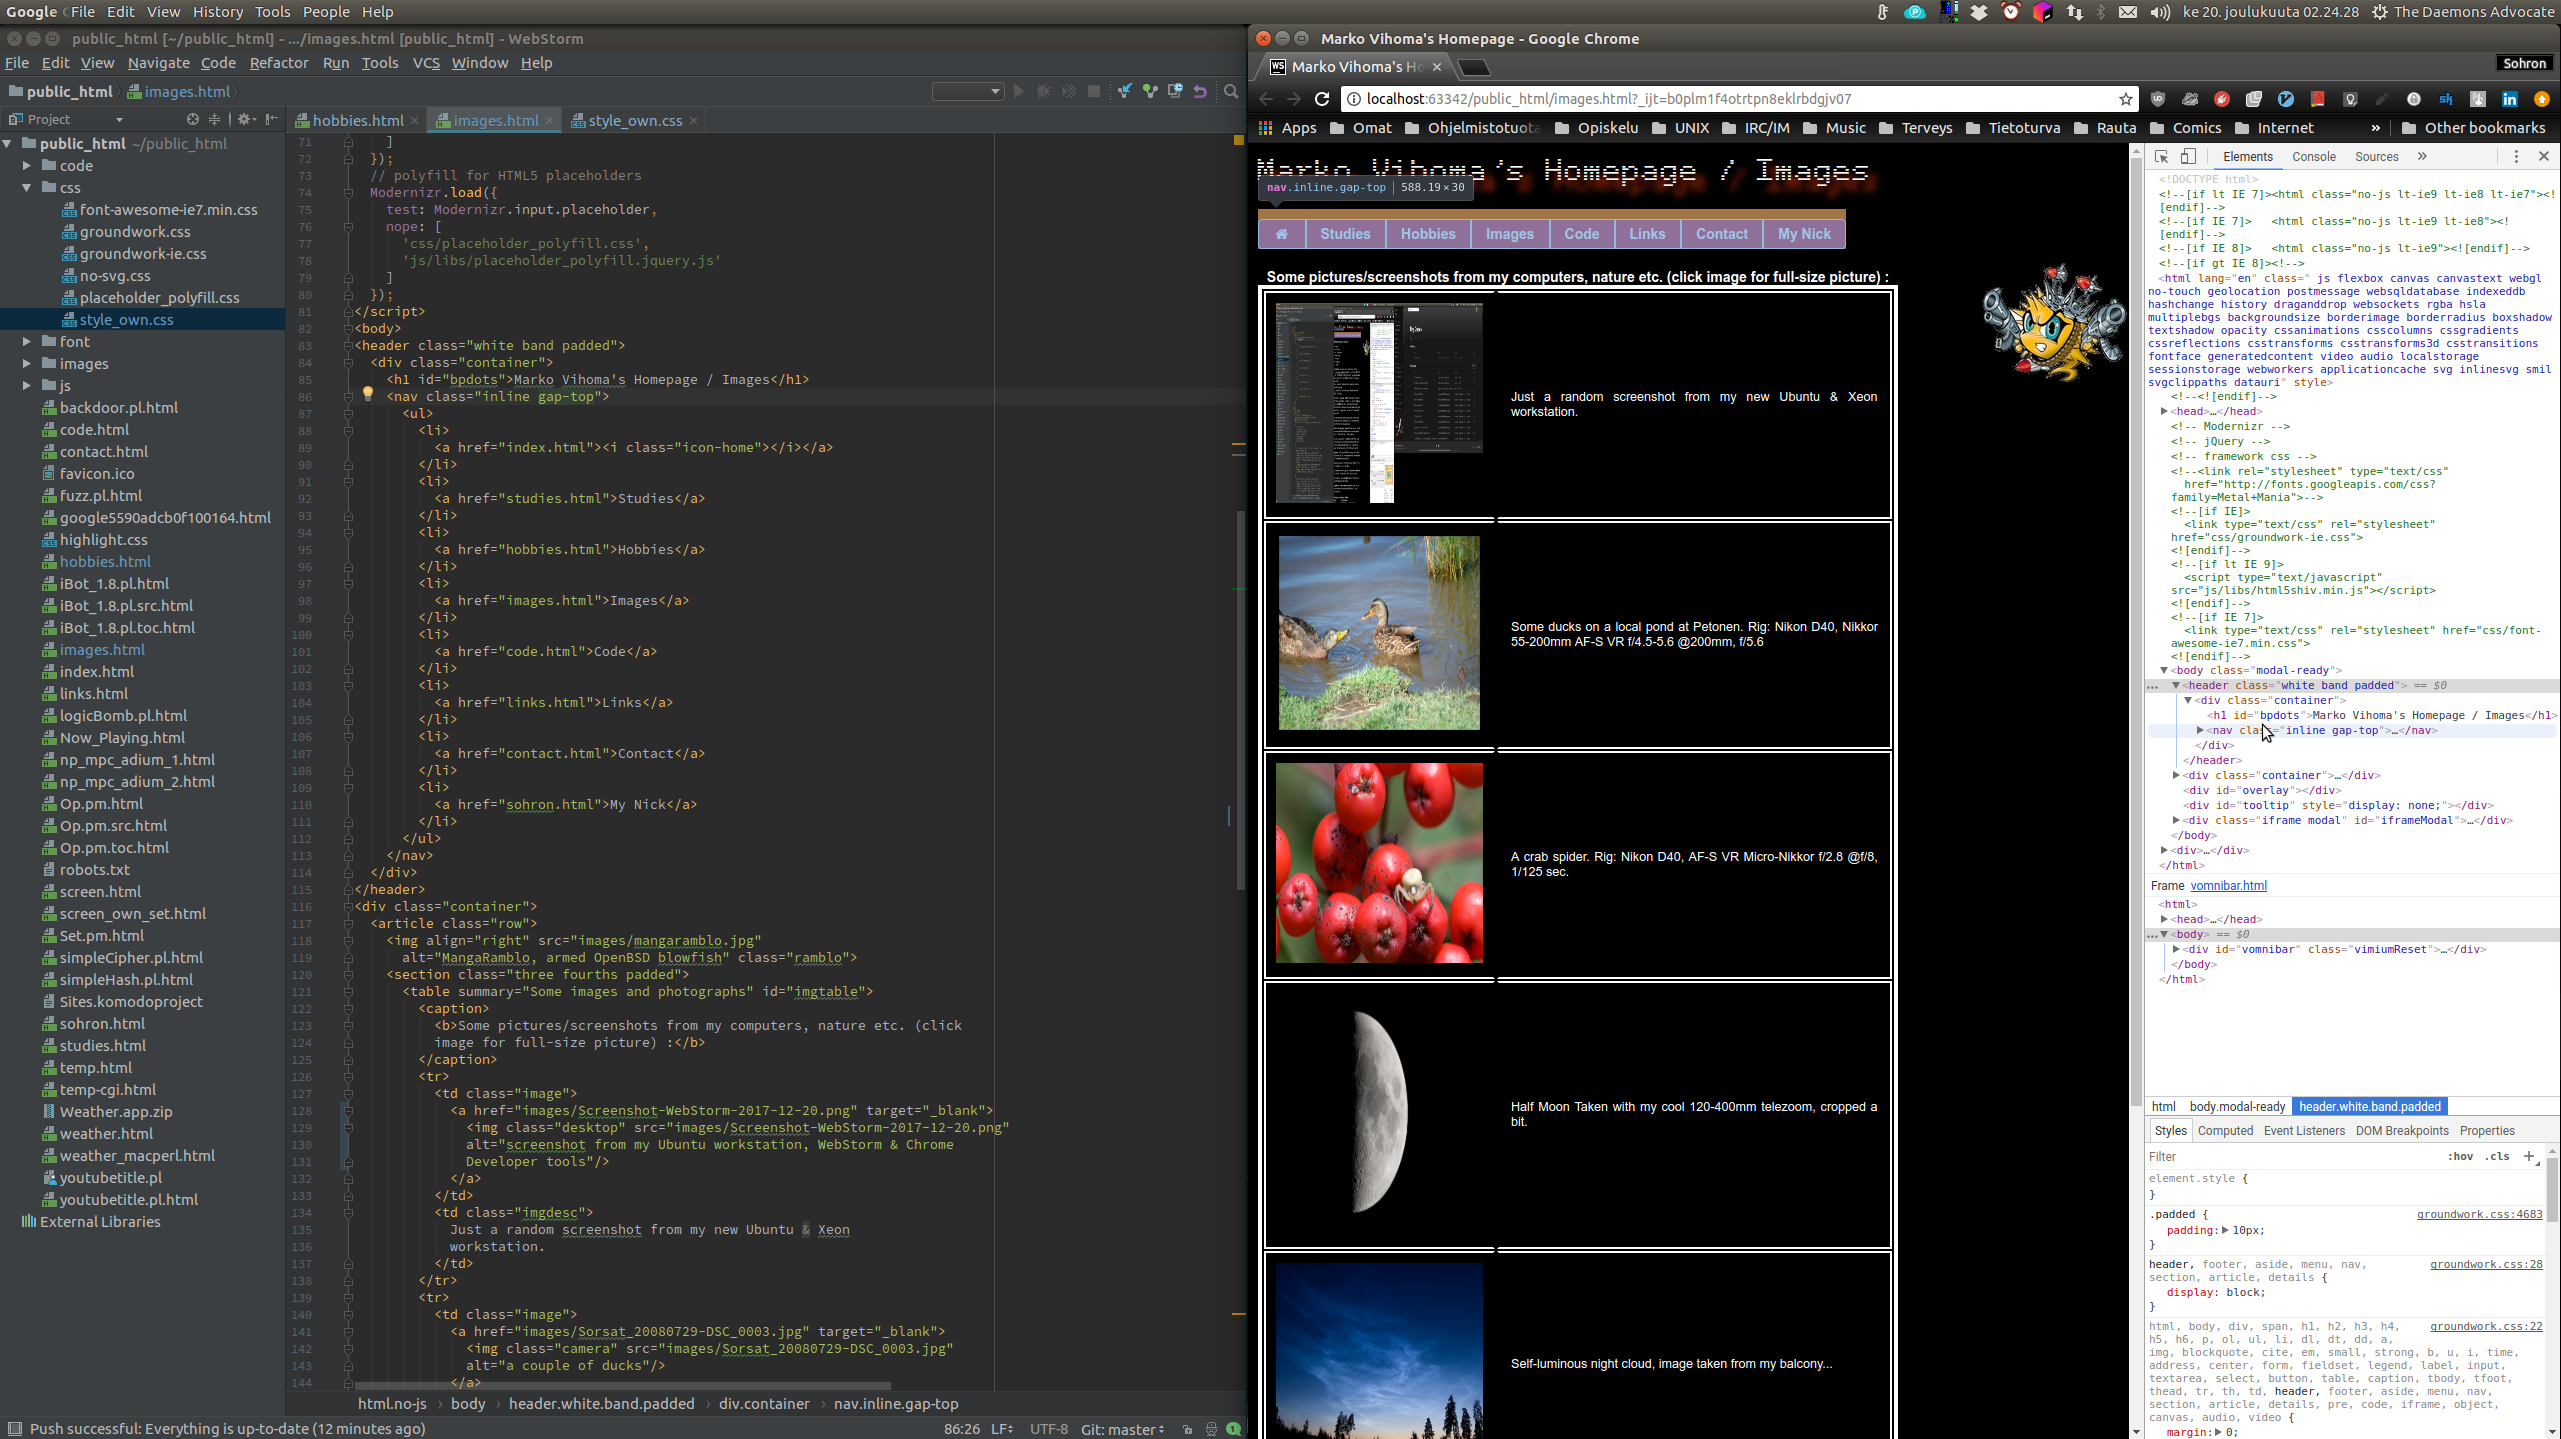 Google C File Edit View History Tools People Help
ke 20. joulukuuta 02.24.28 The Daemons Advocate
public_html [~/public_html] - .../images.html [public_html] - WebStorm
File Edit View Navigate Code Refactor Run Tools VCS Window Help
public_html images.html
Project
hobbies.html images.html style_own.css
public_html ~/public_html
code
css
font-awesome-ie7.min.css
groundwork.css
groundwork-ie.css
no-svg.css
placeholder_polyfill.css
style_own.css
font
images
js
backdoor.pl.html
code.html
contact.html
favicon.ico
fuzz.pl.html
google5590adcb0f100164.html
highlight.css
hobbies.html
iBot_1.8.pl.html
iBot_1.8.pl.src.html
iBot_1.8.pl.toc.html
images.html
index.html
links.html
logicBomb.pl.html
Now_Playing.html
np_mpc_adium_1.html
np_mpc_adium_2.html
Op.pm.html
Op.pm.src.html
Op.pm.toc.html
robots.txt
screen.html
screen_own_set.html
Set.pm.html
simpleCipher.pl.html
simpleHash.pl.html
Sites.komodoproject
sohron.html
studies.html
temp.html
temp-cgi.html
Weather.app.zip
weather.html
weather_macperl.html
youtubetitle.pl
youtubetitle.pl.html
External Libraries
71 ]
72 });
73 // polyfill for HTML5 placeholders
74 Modernizr.load({
75 test: Modernizr.input.placeholder,
76 nope: [
77 'css/placeholder_polyfill.css',
78 'js/libs/placeholder_polyfill.jquery.js'
79 ]
80 });
81 </script>
82 <body>
83 <header class="white band padded">
84 <div class="container">
85 <h1 id="bpdots">Marko Vihoma's Homepage / Images</h1>
86 <nav class="inline gap-top">
87 <ul>
88 <li>
89 <a href="index.html"><i class="icon-home"></i></a>
90 </li>
91 <li>
92 <a href="studies.html">Studies</a>
93 </li>
94 <li>
95 <a href="hobbies.html">Hobbies</a>
96 </li>
97 <li>
98 <a href="images.html">Images</a>
99 </li>
100 <li>
101 <a href="code.html">Code</a>
102 </li>
103 <li>
104 <a href="links.html">Links</a>
105 </li>
106 <li>
107 <a href="contact.html">Contact</a>
108 </li>
109 <li>
110 <a href="sohron.html">My Nick</a>
111 </li>
112 </ul>
113 </nav>
114 </div>
115 </header>
116 <div class="container">
117 <article class="row">
118 <img align="right" src="images/mangaramblo.jpg"
119 alt="MangaRamblo, armed OpenBSD blowfish" class="ramblo">
120 <section class="three fourths padded">
121 <table summary="Some images and photographs" id="imgtable">
122 <caption>
123 <b>Some pictures/screenshots from my computers, nature etc. (click
124 image for full-size picture) :</b>
125 </caption>
126 <tr>
127 <td class="image">
128 <a href="images/Screenshot-WebStorm-2017-12-20.png" target="_blank">
129 <img class="desktop" src="images/Screenshot-WebStorm-2017-12-20.png"
130 alt="screenshot from my Ubuntu workstation, WebStorm & Chrome
131 Developer tools"/>
132 </a>
133 </td>
134 <td class="imgdesc">
135 Just a random screenshot from my new Ubuntu & Xeon
136 workstation.
137 </td>
138 </tr>
139 <tr>
140 <td class="image">
141 <a href="images/Sorsat_20080729-DSC_0003.jpg" target="_blank">
142 <img class="camera" src="images/Sorsat_20080729-DSC_0003.jpg"
143 alt="a couple of ducks"/>
144 </a>
html.no-js body header.white.band.padded div.container nav.inline.gap-top
Push successful: Everything is up-to-date (12 minutes ago) 86:26 LF UTF-8 Git: master 1
Marko Vihoma's Homepage - Google Chrome
WS Marko Vihoma's Ho
Sohron
localhost:63342/public_html/images.html?_ijt=b0plm1f4otrtpn8eklrbdgjv07
Apps Omat Ohjelmistotuota Opiskelu UNIX IRC/IM Music Terveys Tietoturva Rauta Comics Internet » Other bookmarks
Marko Vihoma's Homepage / Images
nav.inline.gap-top 588.19×30
Studies Hobbies Images Code Links Contact My Nick
Some pictures/screenshots from my computers, nature etc. (click image for full-size picture) :
Just a random screenshot from my new Ubuntu & Xeon
workstation.
Some ducks on a local pond at Petonen. Rig: Nikon D40, Nikkor
55-200mm AF-S VR f/4.5-5.6 @200mm, f/5.6
A crab spider. Rig: Nikon D40, AF-S VR Micro-Nikkor f/2.8 @f/8,
1/125 sec.
Half Moon Taken with my cool 120-400mm telezoom, cropped a
bit.
Self-luminous night cloud, image taken from my balcony...
Elements Console Sources »
<!DOCTYPE html>
<!--[if lt IE 7]><html class="no-js lt-ie9 lt-ie8 lt-ie7"><!
[endif]-->
<!--[if IE 7]> <html class="no-js lt-ie9 lt-ie8"><!
[endif]-->
<!--[if IE 8]> <html class="no-js lt-ie9"><![endif]-->
<!--[if gt IE 8]><!-->
<html lang="en" class=" js flexbox canvas canvastext webgl
no-touch geolocation postmessage websqldatabase indexeddb
hashchange history draganddrop websockets rgba hsla
multiplebgs backgroundsize borderimage borderradius boxshadow
textshadow opacity cssanimations csscolumns cssgradients
cssreflections csstransforms csstransforms3d csstransitions
fontface generatedcontent video audio localstorage
sessionstorage webworkers applicationcache svg inlinesvg smil
svgclippaths datauri" style>
<!--<![endif]-->
<head>…</head>
<!-- Modernizr -->
<!-- jQuery -->
<!-- framework css -->
<!--<link rel="stylesheet" type="text/css"
href="http://fonts.googleapis.com/css?
family=Metal+Mania">-->
<!--[if IE]>
<link type="text/css" rel="stylesheet"
href="css/groundwork-ie.css">
<![endif]-->
<!--[if lt IE 9]>
<script type="text/javascript"
src="js/libs/html5shiv.min.js"></script>
<![endif]-->
<!--[if IE 7]>
<link type="text/css" rel="stylesheet" href="css/font-
awesome-ie7.min.css">
<![endif]-->
<body class="modal-ready">
<header class="white band padded"> == $0
<div class="container">
<h1 id="bpdots">Marko Vihoma's Homepage / Images</h1>
<nav class="inline gap-top">…</nav>
</div>
</header>
<div class="container">…</div>
<div id="overlay"></div>
<div id="tooltip" style="display: none;"></div>
<div class="iframe modal" id="iframeModal">…</div>
</body>
<div>…</div>
</html>
Frame vomnibar.html
<html>
<head>…</head>
<body> == $0
<div id="vomnibar" class="vimiumReset">…</div>
</body>
</html>
html body.modal-ready header.white.band.padded
Styles Computed Event Listeners DOM Breakpoints Properties
Filter :hov .cls +
element.style {
}
.padded { groundwork.css:4683
padding: 10px;
}
header, footer, aside, menu, nav, groundwork.css:28
section, article, details {
display: block;
}
html, body, div, span, h1, h2, h3, h4, groundwork.css:22
h5, h6, p, ol, ul, li, dl, dt, dd, a,
img, blockquote, cite, em, small, strong, b, u, i, time,
address, center, form, fieldset, legend, label, input,
textarea, select, button, table, caption, tbody, tfoot,
thead, tr, th, td, header, footer, aside, menu, nav,
section, article, details, pre, code, iframe, object,
canvas, audio, video {
margin: 0;